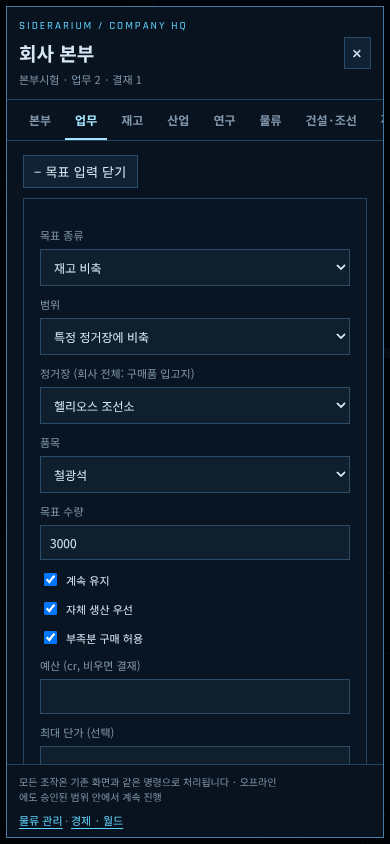 SIDERARIUM / COMPANY HQ
회사 본부
×
본부시험 · 업무 2 · 결재 1
본부 업무 재고 산업 연구 물류 건설·조선
− 목표 입력 닫기
목표 종류
재고 비축
범위
특정 정거장에 비축
정거장 (회사 전체: 구매품 입고지)
헬리오스 조선소
품목
철광석
목표 수량
3000
계속 유지
자체 생산 우선
부족분 구매 허용
예산 (cr, 비우면 결재)
최대 단가 (선택)
모든 조작은 기존 화면과 같은 명령으로 처리됩니다 · 오프라인
에도 승인된 범위 안에서 계속 진행
물류 관리 · 경제 · 월드